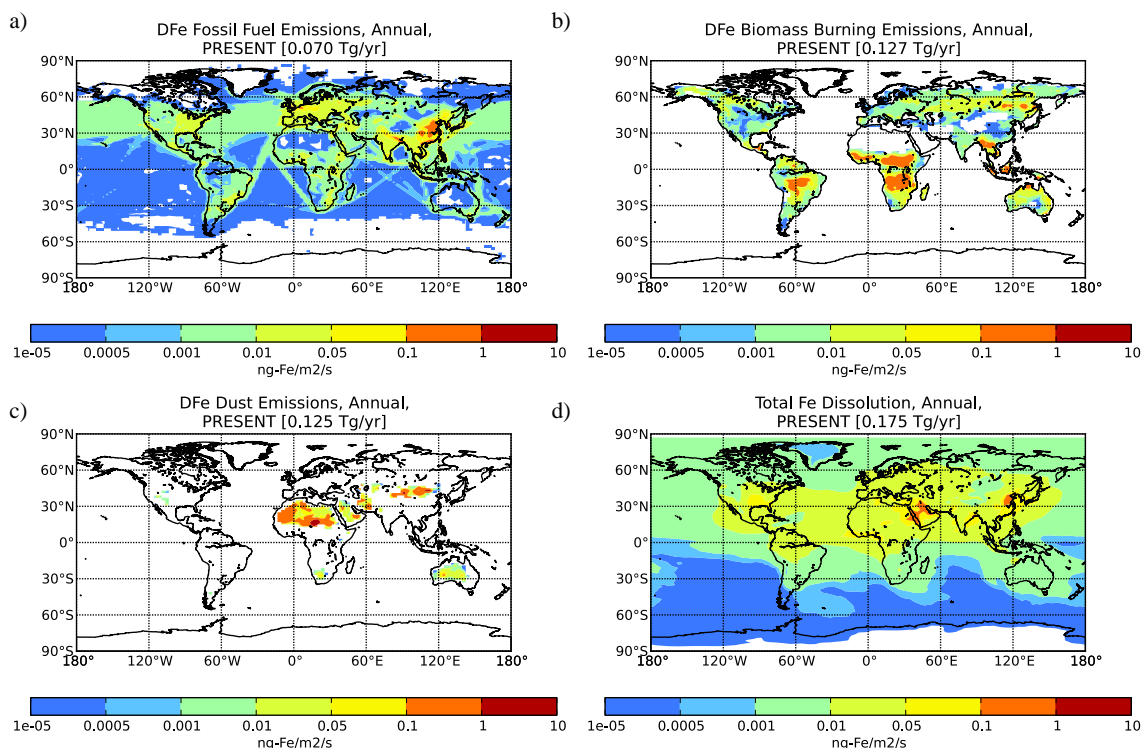 a)
DFe Fossil Fuel Emissions, Annual,
PRESENT [0.070 Tg/yr]
90°N
60°N
30°N
0°
30°S
60°S
90°S
180° 120°W 60°W 0° 60°E 120°E 180°
1e-05 0.0005 0.001 0.01 0.05 0.1 1 10
ng-Fe/m2/s
b)
DFe Biomass Burning Emissions, Annual,
PRESENT [0.127 Tg/yr]
90°N
60°N
30°N
0°
30°S
60°S
90°S
180° 120°W 60°W 0° 60°E 120°E 180°
1e-05 0.0005 0.001 0.01 0.05 0.1 1 10
ng-Fe/m2/s
c)
DFe Dust Emissions, Annual,
PRESENT [0.125 Tg/yr]
90°N
60°N
30°N
0°
30°S
60°S
90°S
180° 120°W 60°W 0° 60°E 120°E 180°
1e-05 0.0005 0.001 0.01 0.05 0.1 1 10
ng-Fe/m2/s
d)
Total Fe Dissolution, Annual,
PRESENT [0.175 Tg/yr]
90°N
60°N
30°N
0°
30°S
60°S
90°S
180° 120°W 60°W 0° 60°E 120°E 180°
1e-05 0.0005 0.001 0.01 0.05 0.1 1 10
ng-Fe/m2/s